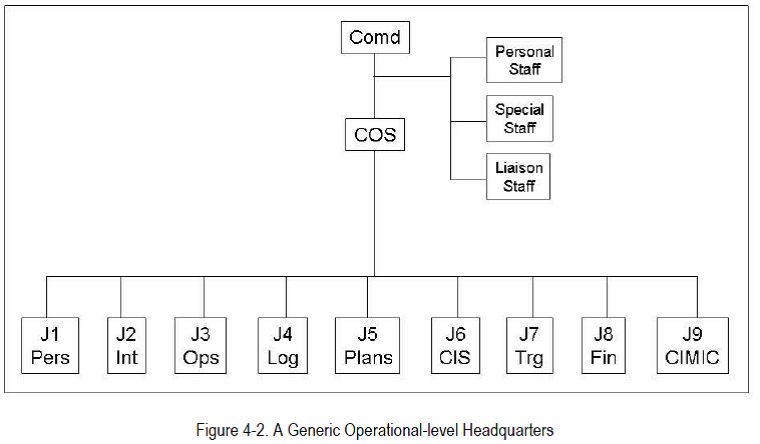 Comd
Personal
Staff
Special
Staff
COS
Liaison
Staff
J1
Pers
J2
Int
J3
Ops
J4
Log
J5
Plans
J6
CIS
J7
Trg
J8
Fin
J9
CIMIC
Figure 4-2. A Generic Operational-level Headquarters